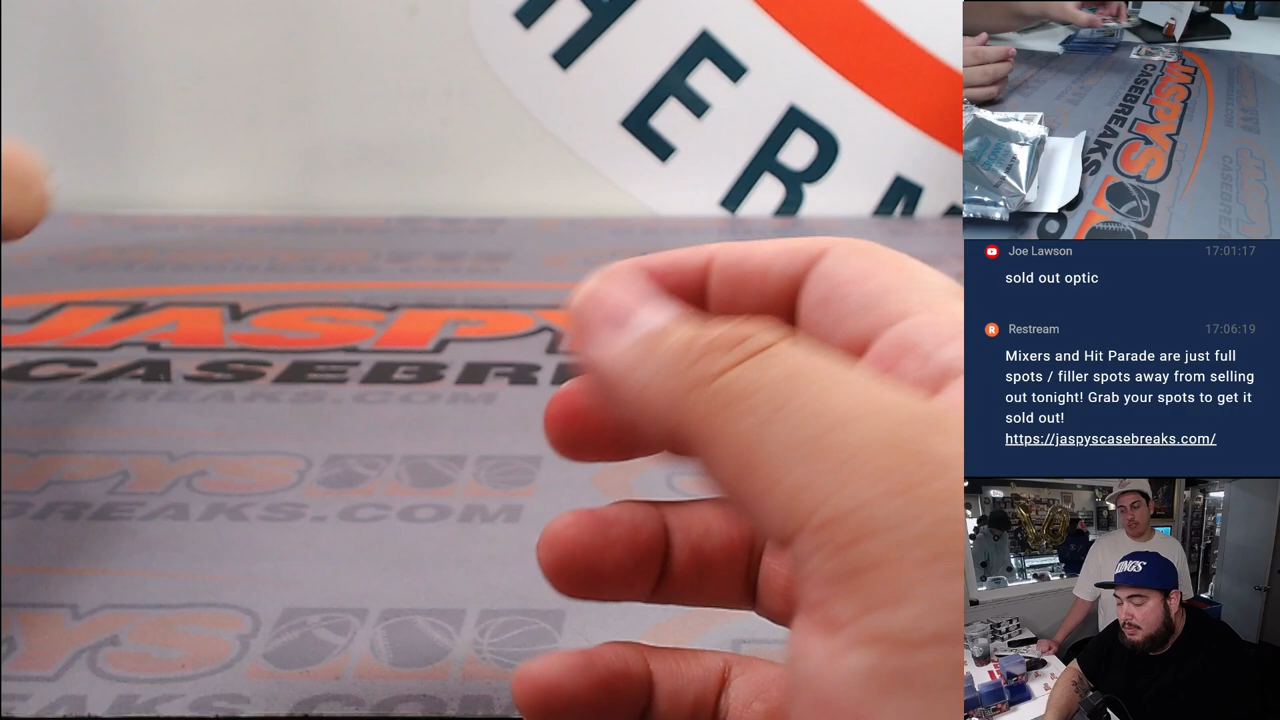 HER
JASPY
CASEBRE
SPYS
BREAKS.COM
YS
EAKS.COM
JASPYS
CASEBREAKS
Joe Lawson 17:01:17
sold out optic
R Restream 17:06:19
Mixers and Hit Parade are just full
spots / filler spots away from selling
out tonight! Grab your spots to get it
sold out!
https://jaspyscasebreaks.com/
KINGS